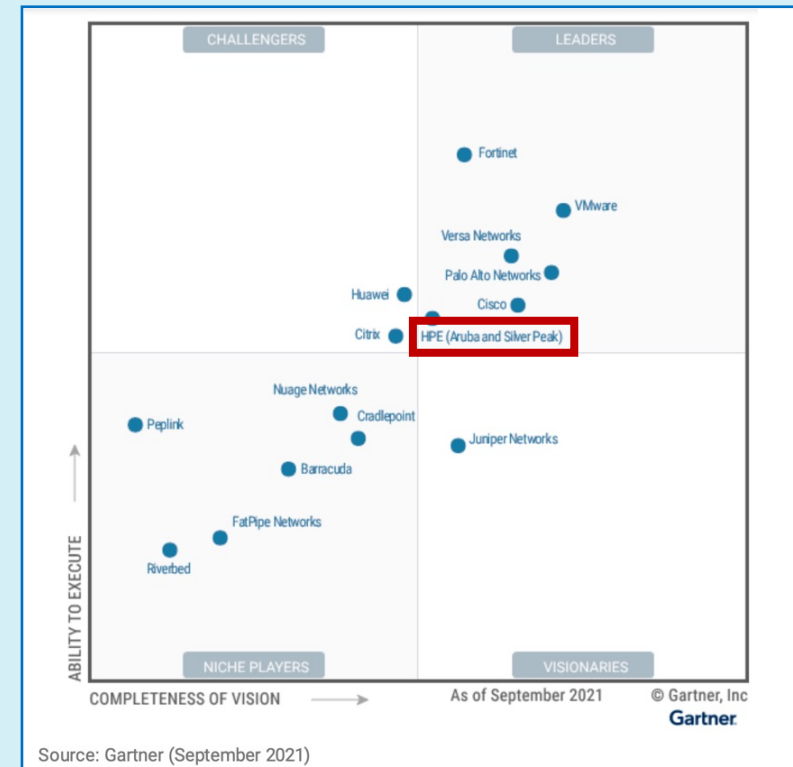 CHALLENGERS
LEADERS
Fortinet
VMware
Versa Networks
Palo Alto Networks
Huawei
Cisco
Citrix
HPE (Aruba and Silver Peak)
Nuage Networks
Cradlepoint
Peplink
Juniper Networks
Barracuda
FatPipe Networks
Riverbed
ABILITY TO EXECUTE
NICHE PLAYERS
VISIONARIES
COMPLETENESS OF VISION
As of September 2021
© Gartner, Inc
Gartner
Source: Gartner (September 2021)